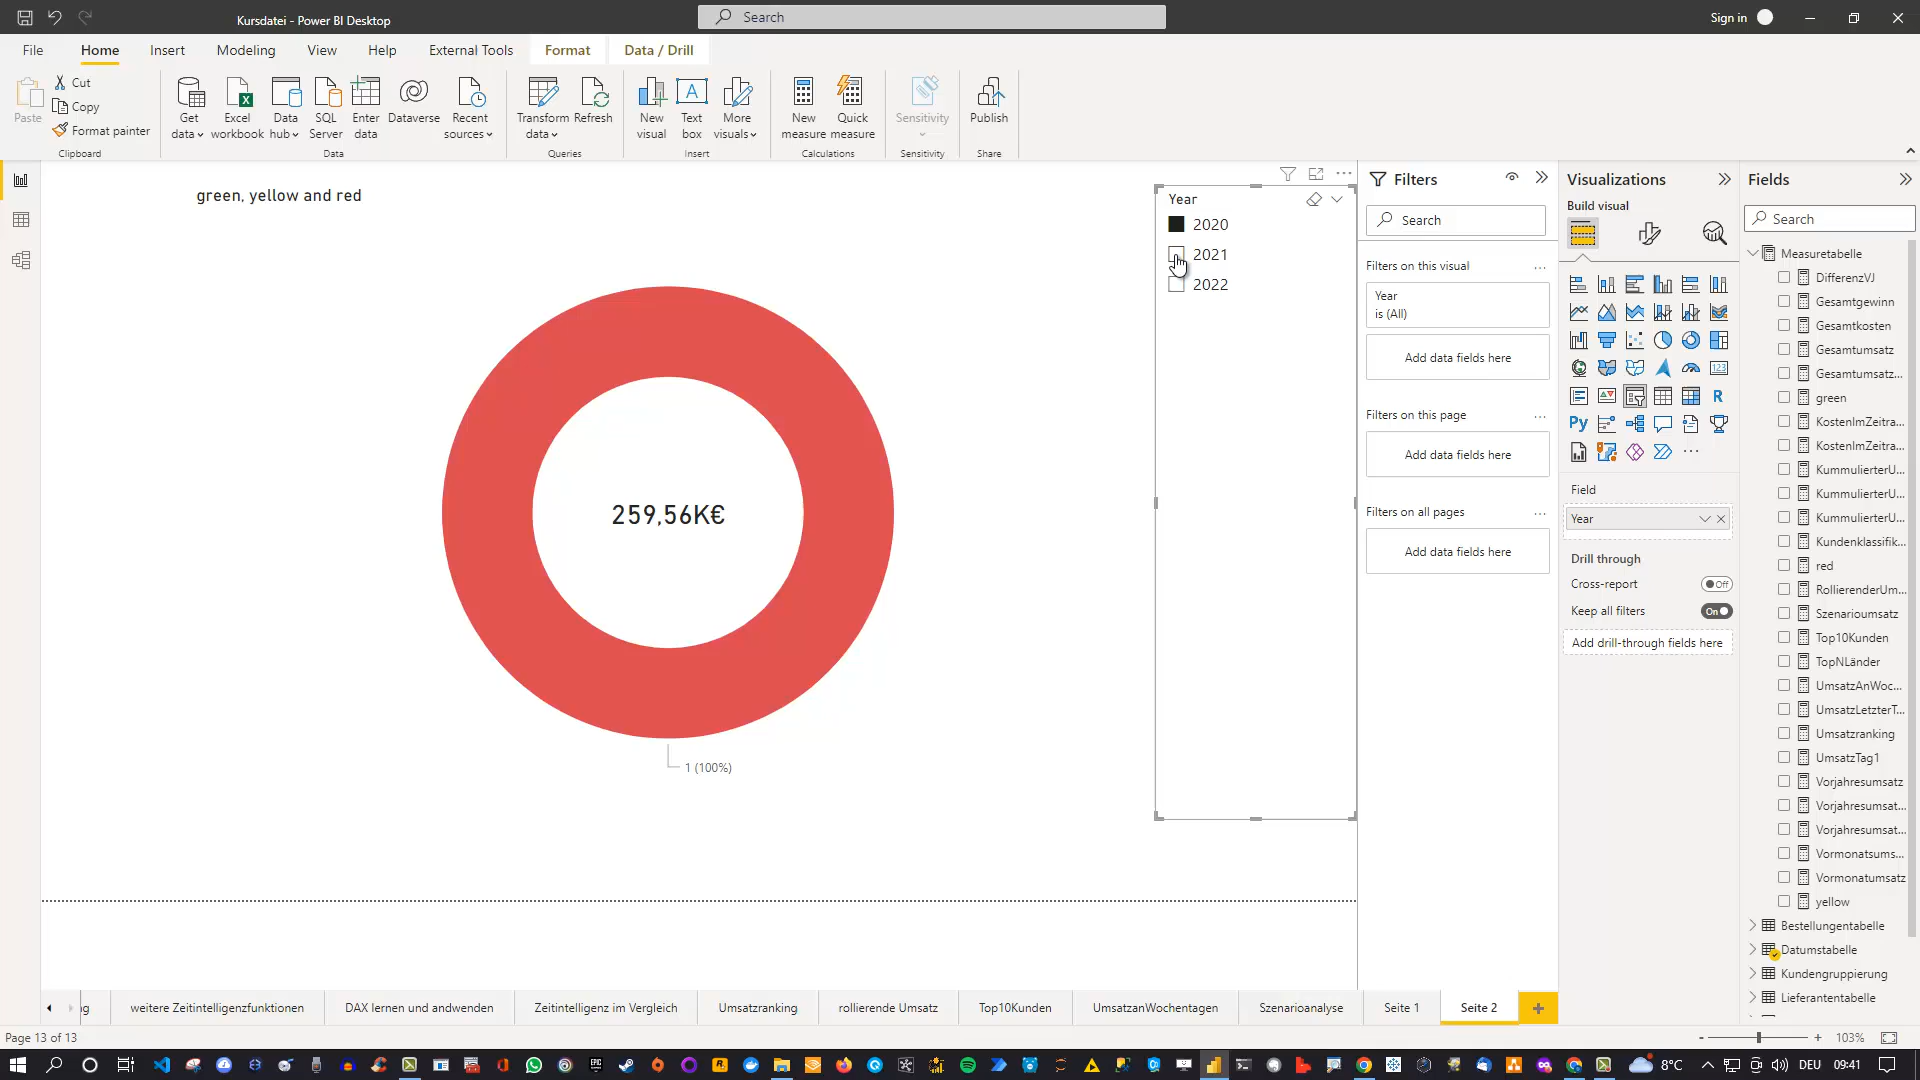 Kursdatei - Power BI Desktop
Search
Sign in
File
Home
Insert
Modeling
View
Help
External Tools
Format
Data / Drill
Paste
Cut
Copy
Format painter
Clipboard
Get data
Excel workbook
Data hub
SQL Server
Enter data
Dataverse
Recent sources
Data
Transform data
Refresh
Queries
New visual
Text box
More visuals
Insert
New measure
Quick measure
Calculations
Sensitivity
Sensitivity
Publish
Share
green, yellow and red
259,56K€
1 (100%)
Year
2020
2021
2022
Filters
Search
Filters on this visual
Year
is (All)
Add data fields here
Filters on this page
Add data fields here
Filters on all pages
Add data fields here
Visualizations
Build visual
123
R
Py
Field
Year
Drill through
Cross-report
Off
Keep all filters
On
Add drill-through fields here
Fields
Search
Measuretabelle
DifferenzVJ
Gesamtgewinn
Gesamtkosten
Gesamtumsatz
Gesamtumsatz...
green
KostenImZeitra...
KostenImZeitra...
KummulierterU...
KummulierterU...
KummulierterU...
Kundenklassifik...
red
RollierenderUm...
Szenarioumsatz
Top10Kunden
TopNLänder
UmsatzAnWoc...
UmsatzLetzterT...
Umsatzranking
UmsatzTag1
Vorjahresumsatz
Vorjahresumsat...
Vorjahresumsat...
Vormonatsums...
Vormonatumsatz
yellow
Bestellungentabelle
Datumstabelle
Kundengruppierung
Lieferantentabelle
weitere Zeitintelligenzfunktionen
DAX lernen und andwenden
Zeitintelligenz im Vergleich
Umsatzranking
rollierende Umsatz
Top10Kunden
UmsatzanWochentagen
Szenarioanalyse
Seite 1
Seite 2
Page 13 of 13
103%
8°C
DEU
09:41